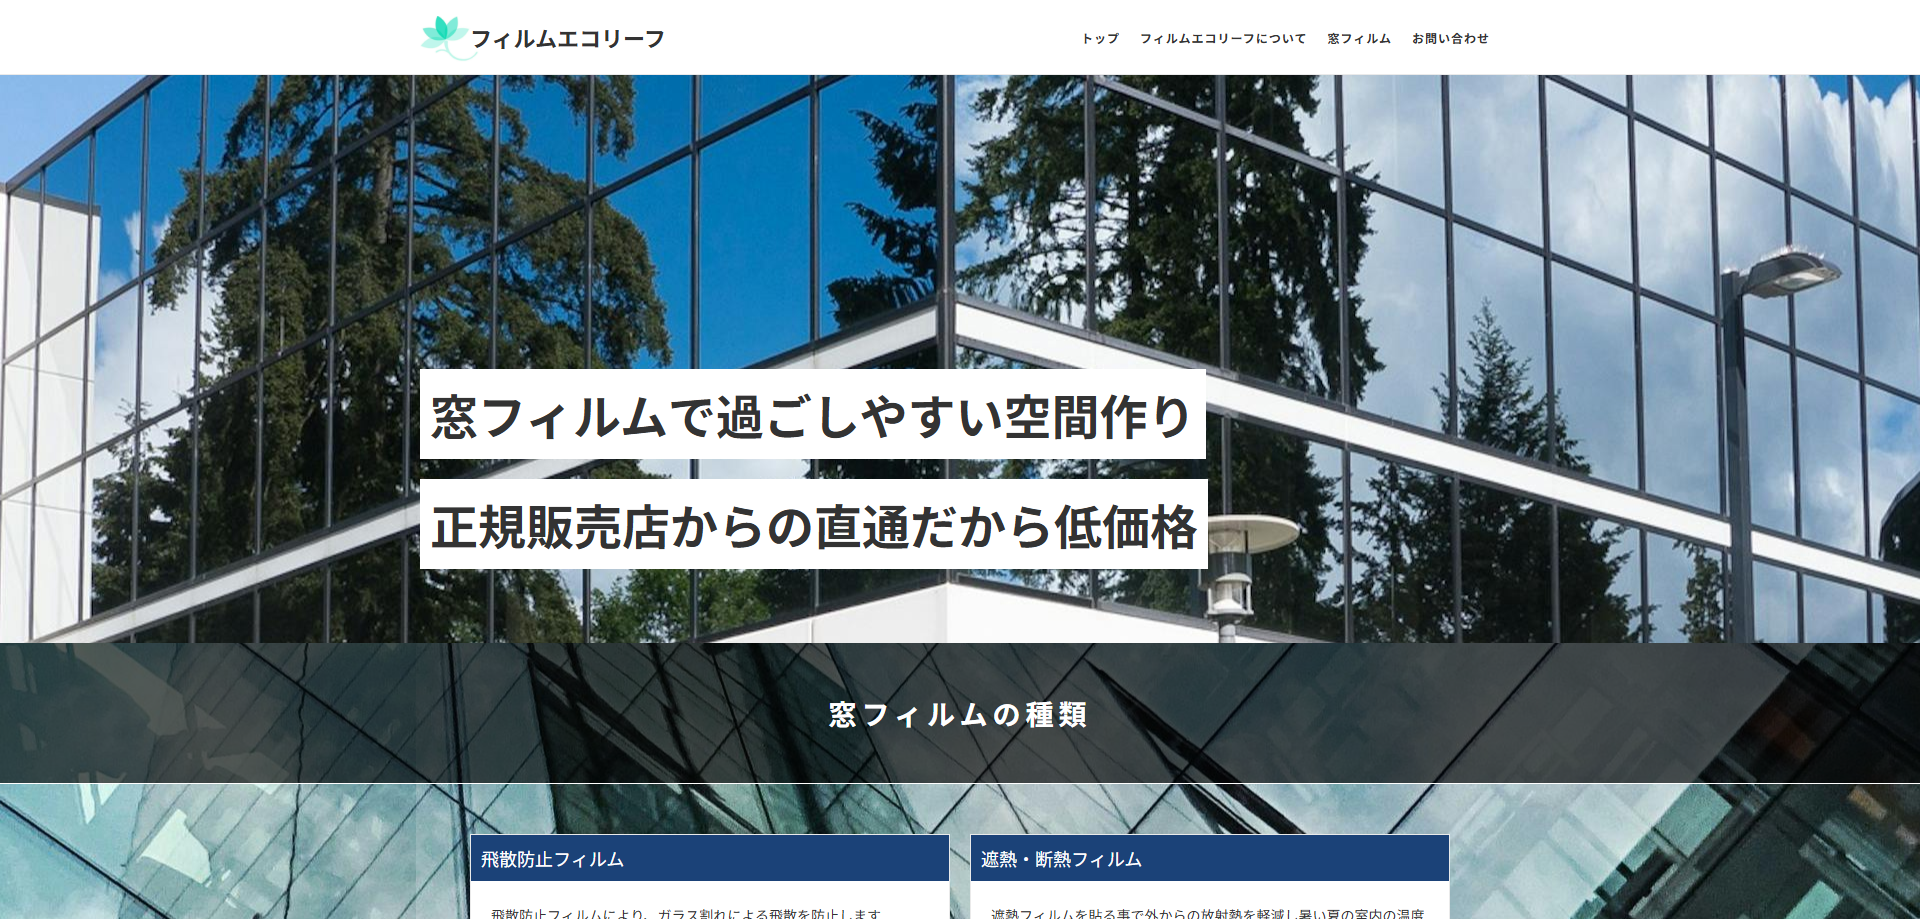 フィルムエコリーフ
トップ フィルムエコリーフについて 窓フィルム お問い合わせ
窓フィルムで過ごしやすい空間作り
正規販売店からの直通だから低価格
窓フィルムの種類
飛散防止フィルム
遮熱・断熱フィルム
飛散防止フィルムにより、ガラス割れによる飛散を防止します
遮熱フィルムを貼る事で外からの放射熱を軽減し暑い夏の室内の温度